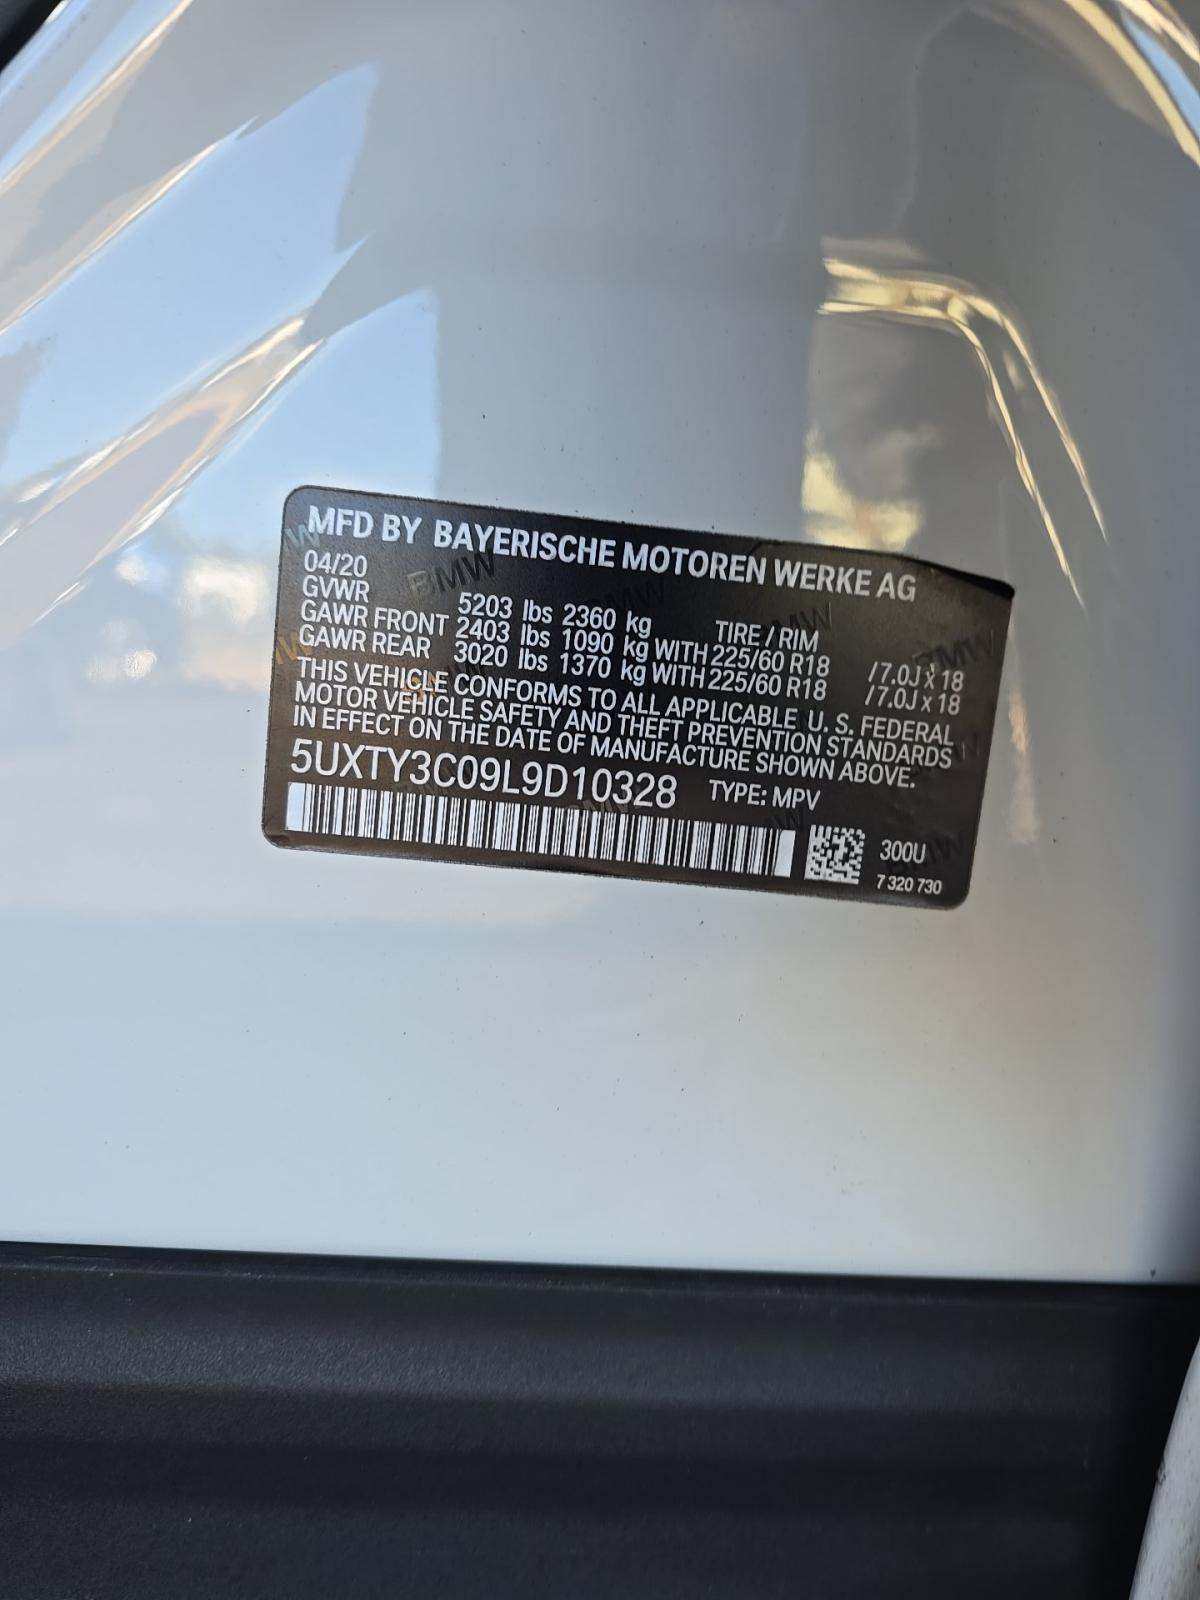 MFD BY BAYERISCHE MOTOREN WERKE AG
04/20
GVWR 5203 lbs 2360 kg TIRE / RIM
GAWR FRONT 2403 lbs 1090 kg WITH 225/60 R18 / 7.0J x 18
GAWR REAR 3020 lbs 1370 kg WITH 225/60 R18 / 7.0J x 18
THIS VEHICLE CONFORMS TO ALL APPLICABLE U. S. FEDERAL
MOTOR VEHICLE SAFETY AND THEFT PREVENTION STANDARDS
IN EFFECT ON THE DATE OF MANUFACTURE SHOWN ABOVE.
5UXTY3C09L9D10328 TYPE: MPV
300U
7 320 730